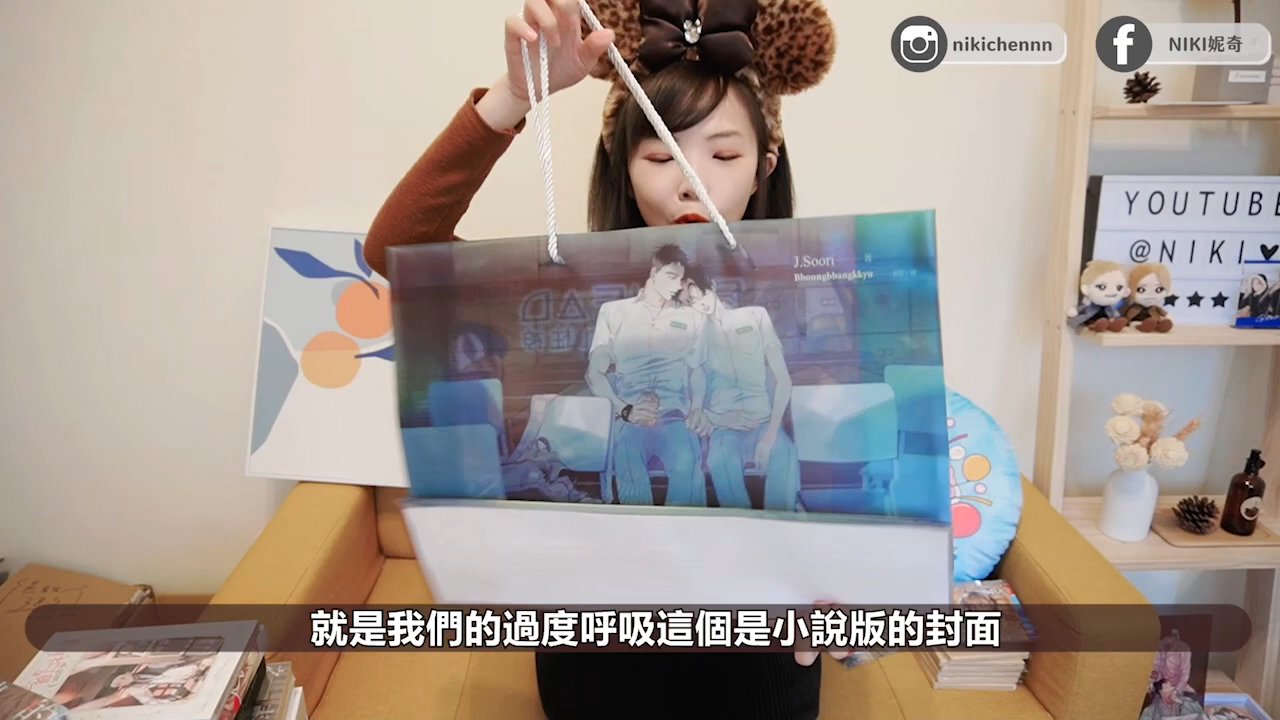 nikichennn
NIKI妮奇
YOUTUBE
@NIKI
J.Soori
Bboungbbangkkyu
就是我們的過度呼吸這個是小說版的封面